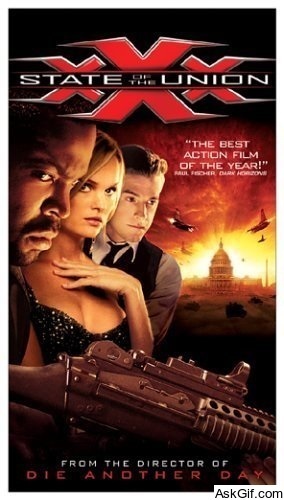 XXX
STATE OF THE UNION
"THE BEST
ACTION FILM
OF THE YEAR!"
PAUL FISCHER, DARK HORIZONS
FROM THE DIRECTOR OF
DIE ANOTHER DAY
AskGif.com